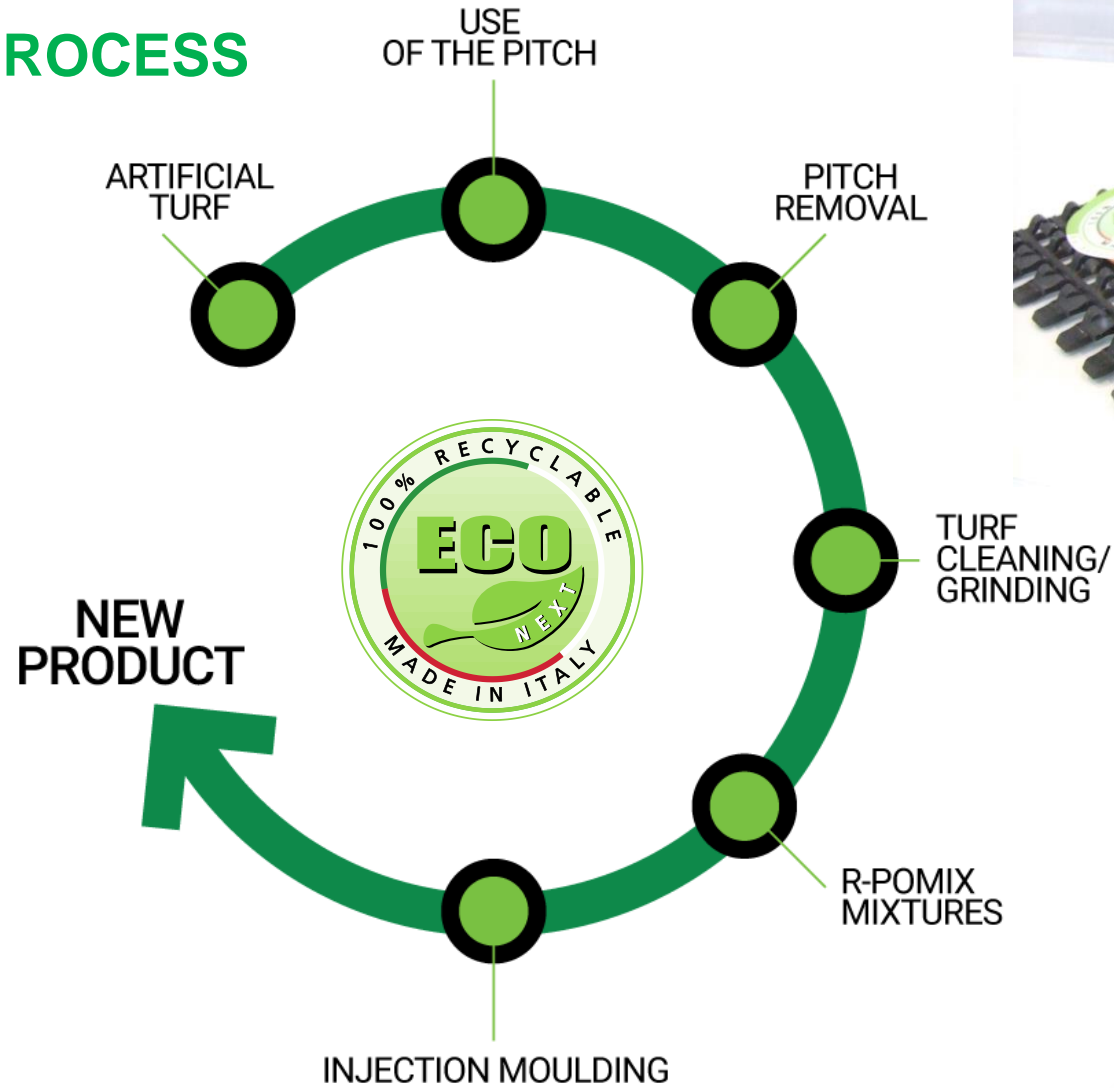 ROCESS
USE
OF THE PITCH
ARTIFICIAL
TURF
PITCH
REMOVAL
TURF
CLEANING/
GRINDING
R-POMIX
MIXTURES
INJECTION MOULDING
NEW
PRODUCT
100% RECYCLABLE
ECO
NEXT
MADE IN ITALY